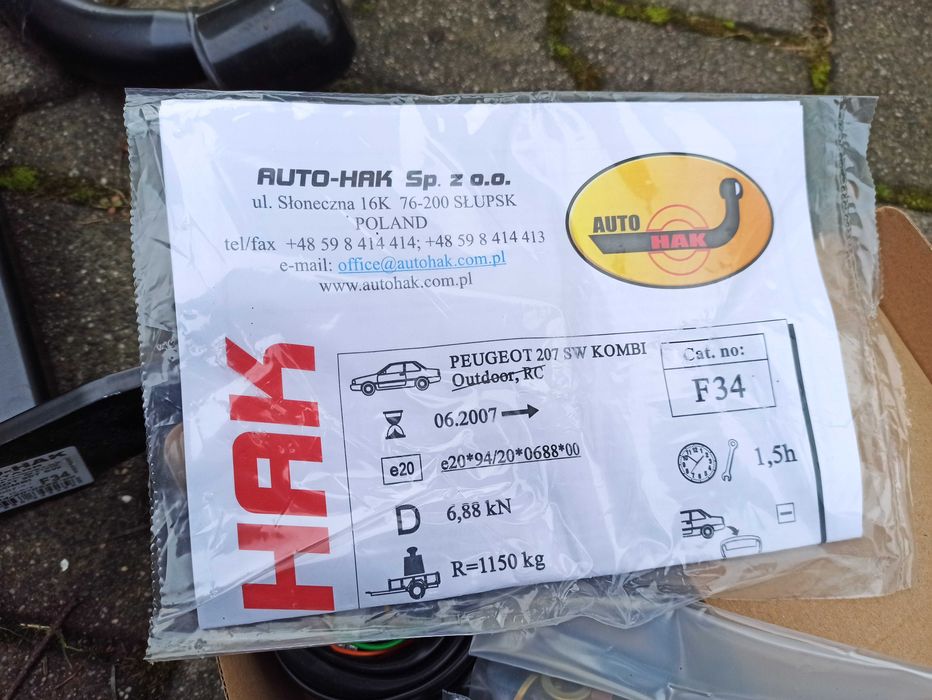 AUTO-HAK Sp. z o.o.
ul. Słoneczna 16K 76-200 SŁUPSK
POLAND
tel/fax +48 59 8 414 414; +48 59 8 414 413
e-mail: office@autohak.com.pl
www.autohak.com.pl
AUTO
HAK
HAK
PEUGEOT 207 SW KOMBI
Outdoor, RC
Cat. no:
F34
06.2007
e20
e20*94/20*0688*00
1,5h
D
6,88 kN
R=1150 kg
O-HAK
F34